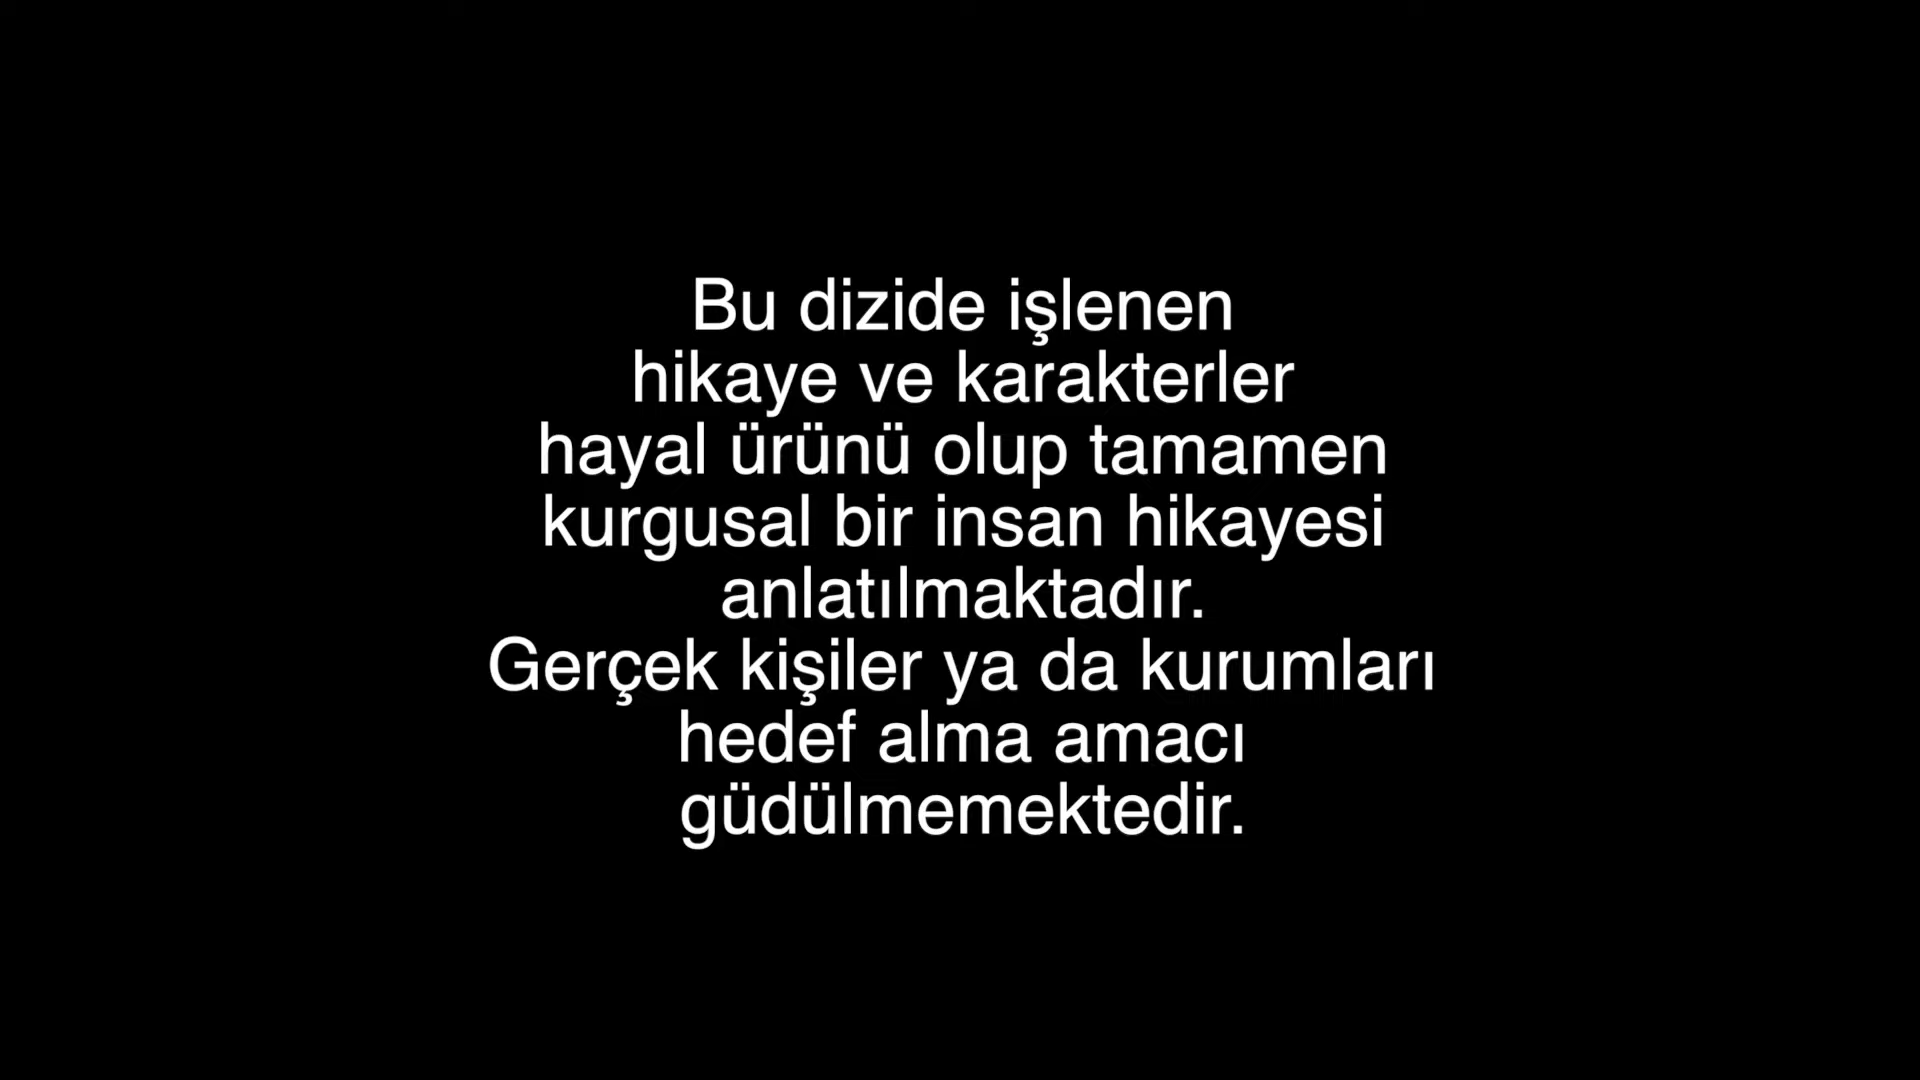 Bu dizide işlenen
hikaye ve karakterler
hayal ürünü olup tamamen
kurgusal bir insan hikayesi
anlatılmaktadır.
Gerçek kişiler ya da kurumları
hedef alma amacı
güdülmemektedir.